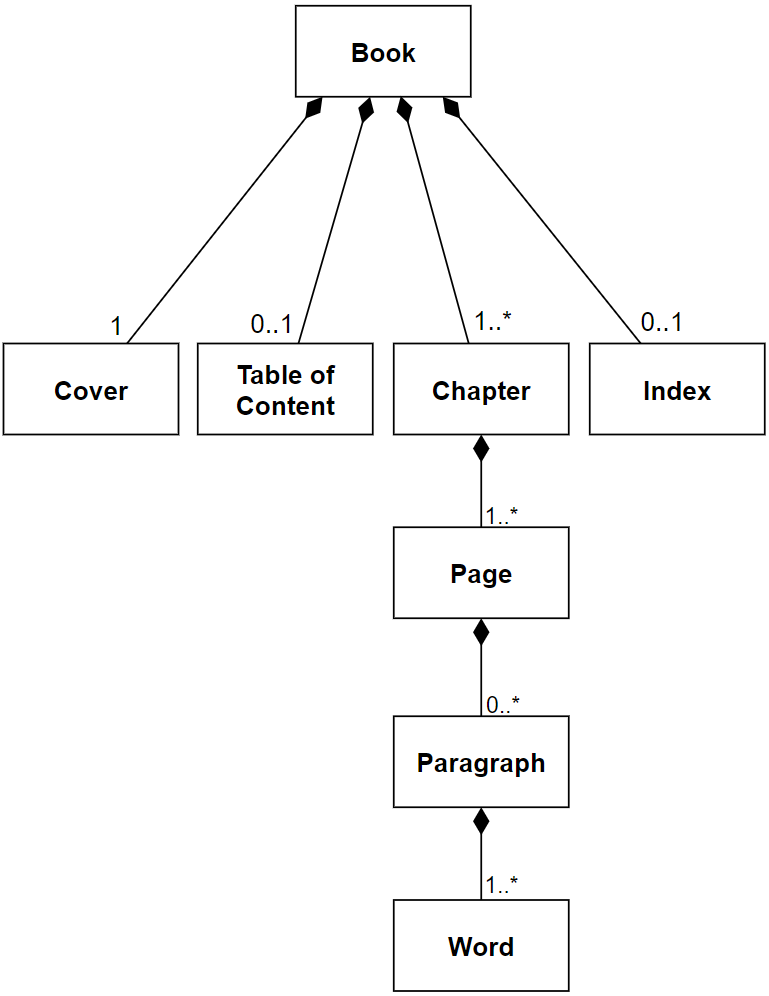 Book
1
0..1
1..*
0..1
Cover
Table of
Content
Chapter
Index
1..*
Page
0..*
Paragraph
1..*
Word